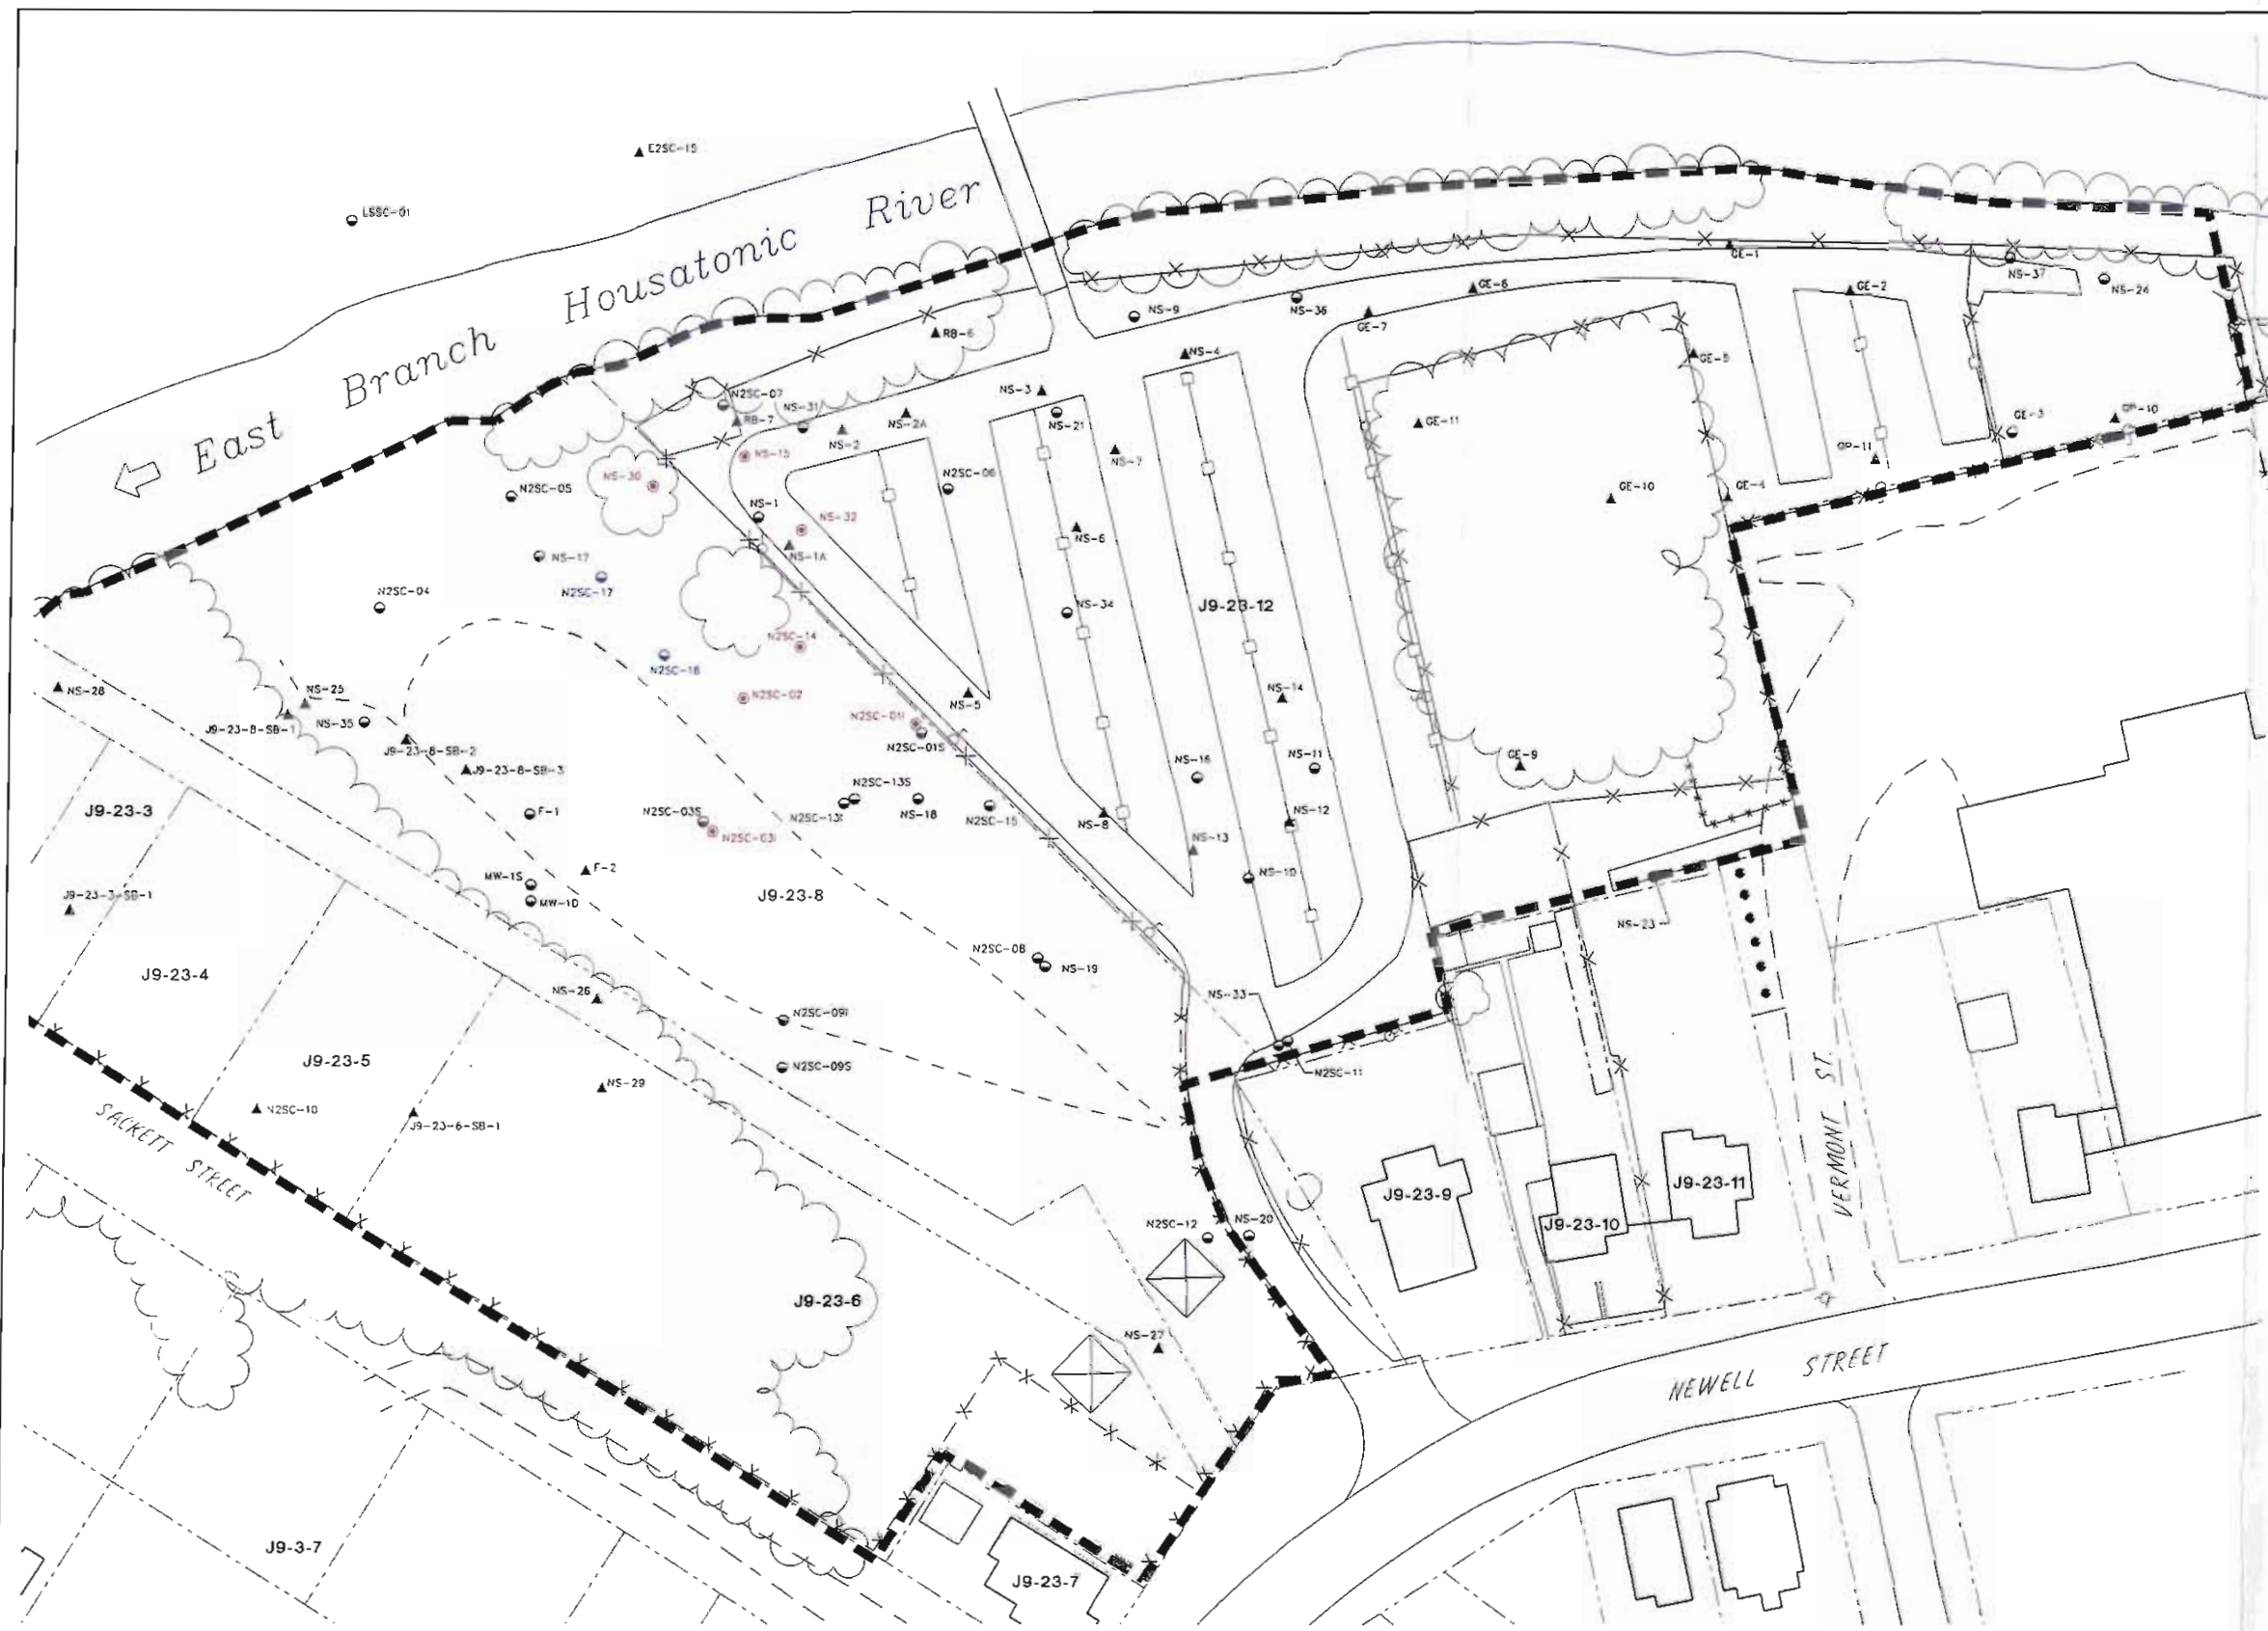 E2SC-15
LSSC-01
East Branch Housatonic River
GE-1
NS-37
NS-24
GE-2
GE-6
NS-36
NS-9
GE-7
RB-6
NS-4
GE-5
NS-3
N2SC-07
NS-31
RB-7
NS-2
NS-2A
NS-21
GE-11
GE-3
GP-10
GP-11
NS-7
NS-15
NS-30
N2SC-05
N2SC-06
GE-10
GE-4
NS-1
NS-32
NS-6
NS-1A
NS-17
N2SC-17
N2SC-04
NS-34
J9-23-12
N2SC-14
N2SC-16
NS-28
NS-25
N2SC-02
NS-14
NS-5
N2SC-01I
J9-23-8-SB-1
NS-35
N2SC-01S
J9-23-8-SB-2
J9-23-8-SB-3
NS-16
NS-11
GE-9
N2SC-13S
J9-23-3
F-1
N2SC-03S
N2SC-13I
NS-18
N2SC-15
NS-8
NS-12
N2SC-03I
NS-13
F-2
MW-1S
NS-10
J9-23-3-SB-1
MW-1D
J9-23-8
NS-23
N2SC-08
NS-19
J9-23-4
NS-26
NS-33
N2SC-09I
J9-23-5
N2SC-09S
N2SC-11
NS-29
N2SC-10
J9-23-6-SB-1
SACKETT STREET
VERMONT ST.
J9-23-9
J9-23-11
J9-23-10
N2SC-12
NS-20
J9-23-6
NS-27
NEWELL STREET
J9-3-7
J9-23-7